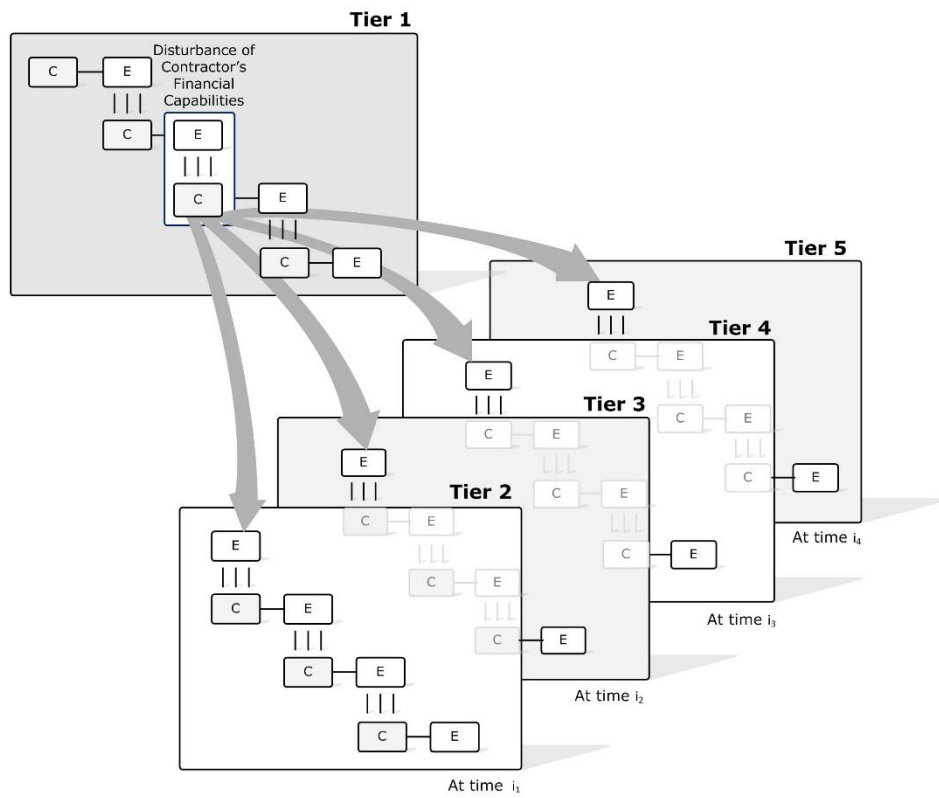 Tier 1
Disturbance of
Contractor's
Financial
Capabilities
C E
C E
C E
C E
Tier 5
E
C E
C E
C E
At time i4
Tier 4
E
C E
C E
C E
At time i3
Tier 3
E
C E
C E
C E
At time i2
Tier 2
E
C E
C E
C E
At time i1